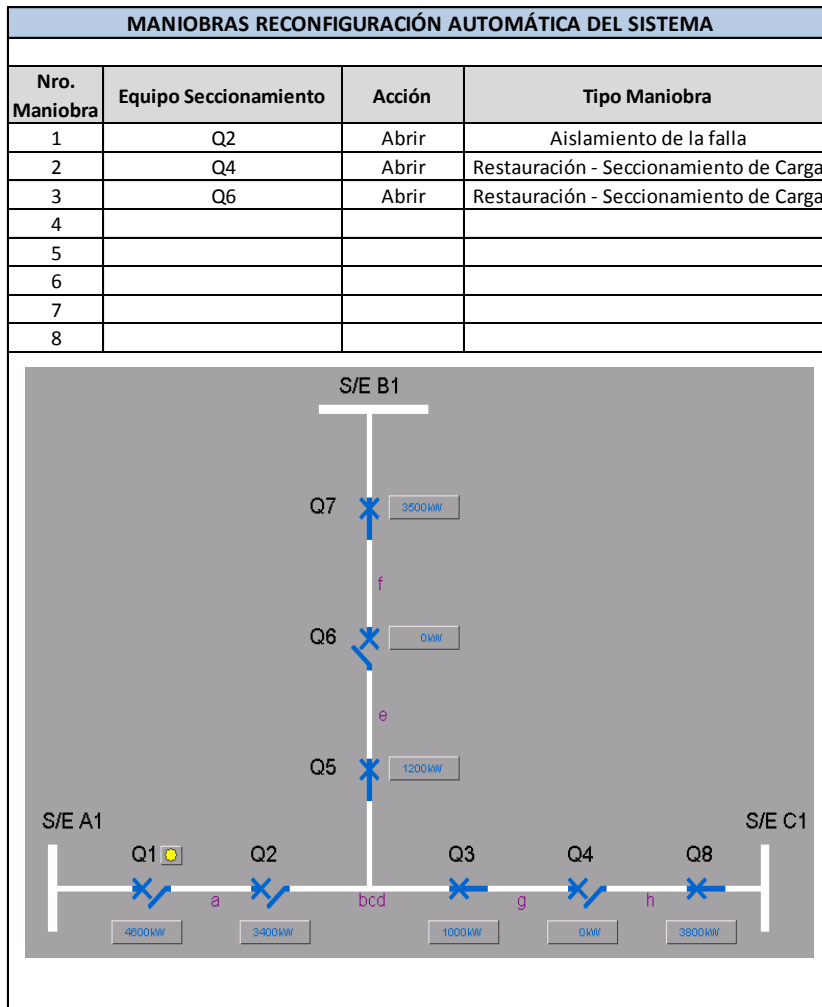 MANIOBRAS RECONFIGURACIÓN AUTOMÁTICA DEL SISTEMA
Nro. Maniobra Equipo Seccionamiento Acción Tipo Maniobra
1 Q2 Abrir Aislamiento de la falla
2 Q4 Abrir Restauración - Seccionamiento de Carga
3 Q6 Abrir Restauración - Seccionamiento de Carga
4
5
6
7
8
S/E B1
Q7 3500kW
f
Q6 0kW
e
Q5 1200kW
S/E A1 S/E C1
Q1 Q2 Q3 Q4 Q8
a bcd g h
4600kW 3400kW 1000kW 0kW 3800kW